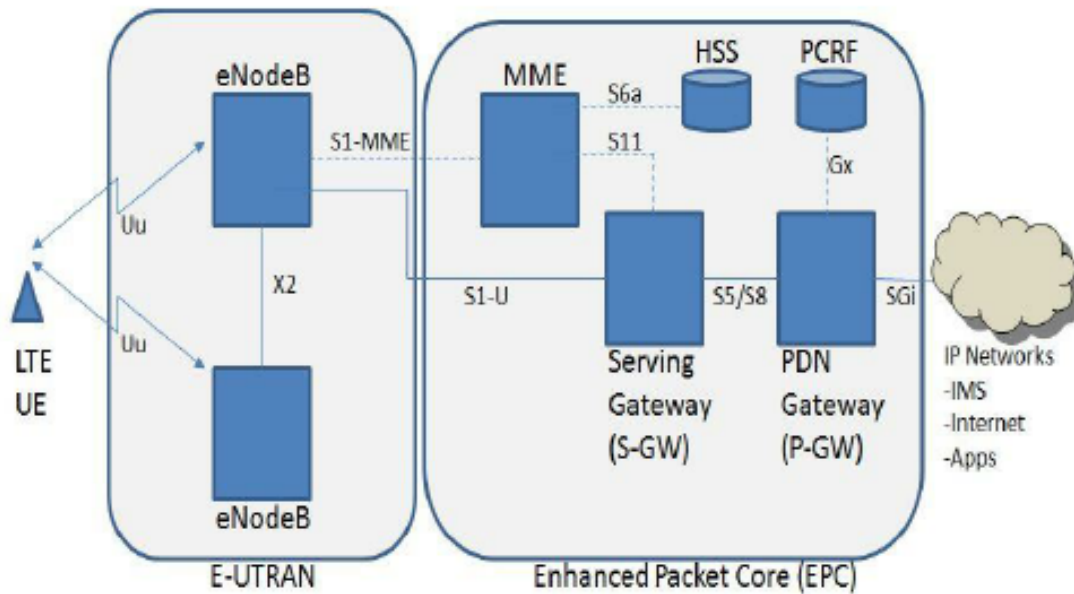 eNodeB
MME
HSS
PCRF
S6a
S1-MME
S11
Gx
Uu
X2
S1-U
S5/S8
SGi
Uu
LTE
UE
Serving
Gateway
(S-GW)
PDN
Gateway
(P-GW)
IP Networks
-IMS
-Internet
-Apps
eNodeB
E-UTRAN
Enhanced Packet Core (EPC)